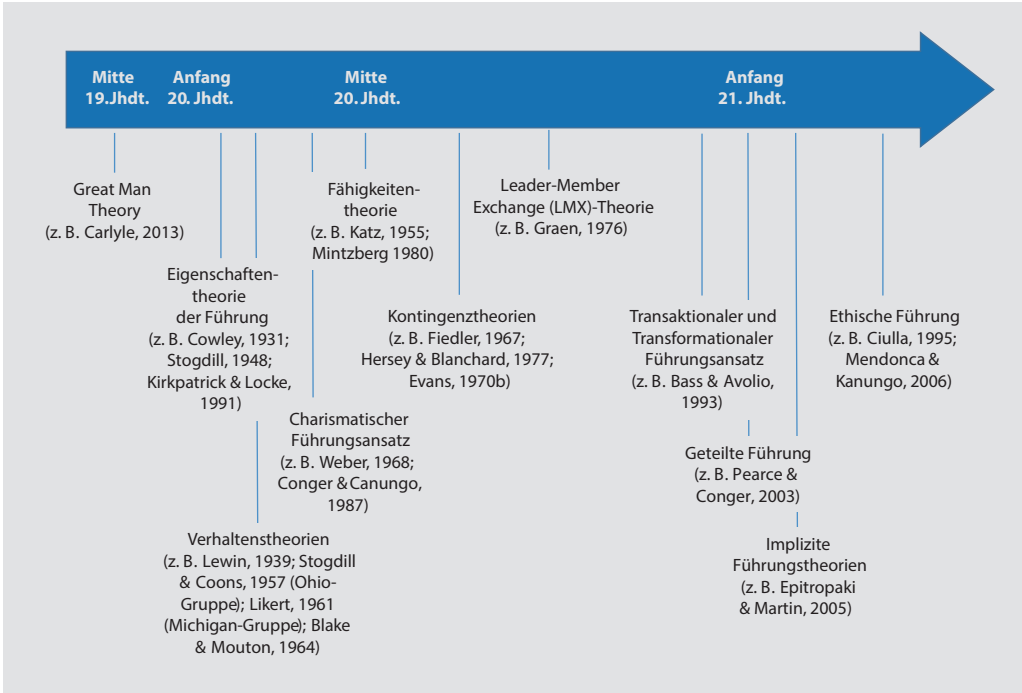 Mitte
19.Jhdt.
Anfang
20. Jhdt.
Mitte
20. Jhdt.
Anfang
21. Jhdt.
Great Man
Theory
(z. B. Carlyle, 2013)
Eigenschaften-
theorie
der Führung
(z. B. Cowley, 1931;
Stogdill, 1948;
Kirkpatrick & Locke,
1991)
Verhaltenstheorien
(z. B. Lewin, 1939; Stogdill
& Coons, 1957 (Ohio-
Gruppe); Likert, 1961
(Michigan-Gruppe); Blake
& Mouton, 1964)
Charismatischer
Führungsansatz
(z. B. Weber, 1968;
Conger & Canungo,
1987)
Fähigkeiten-
theorie
(z. B. Katz, 1955;
Mintzberg 1980)
Kontingenztheorien
(z. B. Fiedler, 1967;
Hersey & Blanchard, 1977;
Evans, 1970b)
Leader-Member
Exchange (LMX)-Theorie
(z. B. Graen, 1976)
Transaktionaler und
Transformationaler
Führungsansatz
(z. B. Bass & Avolio,
1993)
Geteilte Führung
(z. B. Pearce &
Conger, 2003)
Implizite
Führungstheorien
(z. B. Epitropaki
& Martin, 2005)
Ethische Führung
(z. B. Ciulla, 1995;
Mendonca &
Kanungo, 2006)